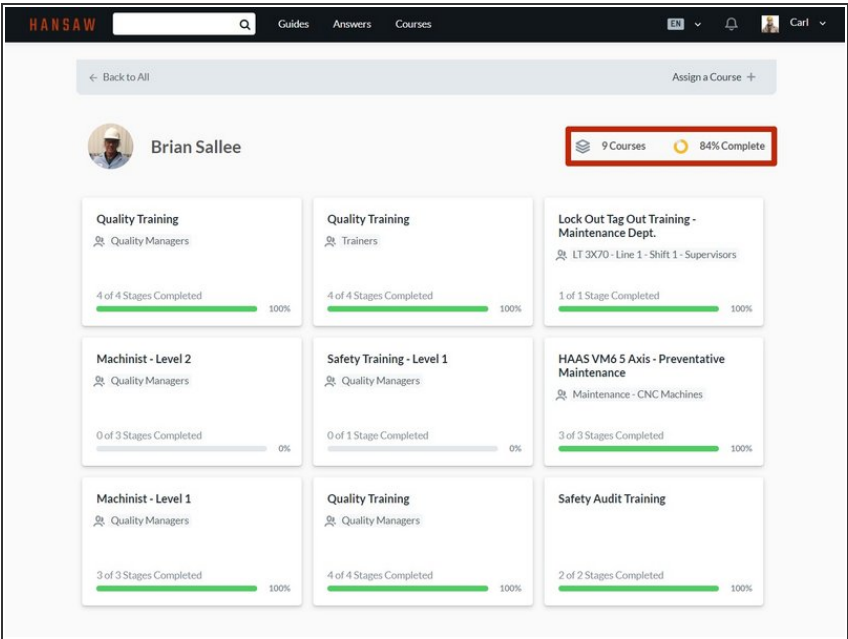 HANSAW Guides Answers Courses EN Carl
← Back to All Assign a Course +
Brian Sallee 9 Courses 84% Complete
Quality Training
Quality Managers
4 of 4 Stages Completed
100%
Quality Training
Trainers
4 of 4 Stages Completed
100%
Lock Out Tag Out Training -
Maintenance Dept.
LT 3X70 - Line 1 - Shift 1 - Supervisors
1 of 1 Stage Completed
100%
Machinist - Level 2
Quality Managers
0 of 3 Stages Completed
0%
Safety Training - Level 1
Quality Managers
0 of 1 Stage Completed
0%
HAAS VM6 5 Axis - Preventative
Maintenance
Maintenance - CNC Machines
3 of 3 Stages Completed
100%
Machinist - Level 1
Quality Managers
3 of 3 Stages Completed
100%
Quality Training
Quality Managers
4 of 4 Stages Completed
100%
Safety Audit Training
2 of 2 Stages Completed
100%